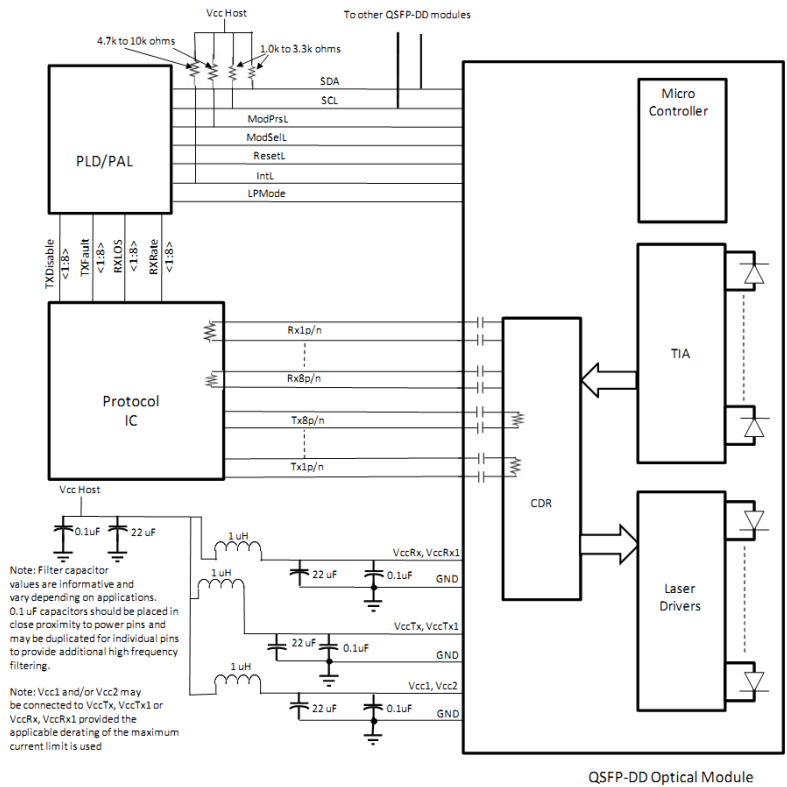 To other QSFP-DD modules
Vcc Host
4.7k to 10k ohms
1.0k to 3.3k ohms
SDA
SCL
ModPrsL
ModSelL
ResetL
IntL
LPMode
PLD/PAL
Micro
Controller
TXDisable
<1:8>
TXFault
<1:8>
RXLOS
<1:8>
RXRate
<1:8>
Rx1p/n
Rx8p/n
Tx8p/n
Tx1p/n
Protocol
IC
TIA
CDR
Laser
Drivers
Vcc Host
0.1uF
22 uF
1 uH
VccRx, VccRx1
22 uF
0.1uF
GND
1 uH
VccTx, VccTx1
22 uF
0.1uF
GND
1 uH
Vcc1, Vcc2
22 uF
0.1uF
GND
Note: Filter capacitor
values are informative and
vary depending on applications.
0.1 uF capacitors should be placed in
close proximity to power pins and
may be duplicated for individual pins
to provide additional high frequency
filtering.
Note: Vcc1 and/or Vcc2 may
be connected to VccTx, VccTx1 or
VccRx, VccRx1 provided the
applicable derating of the maximum
current limit is used
QSFP-DD Optical Module